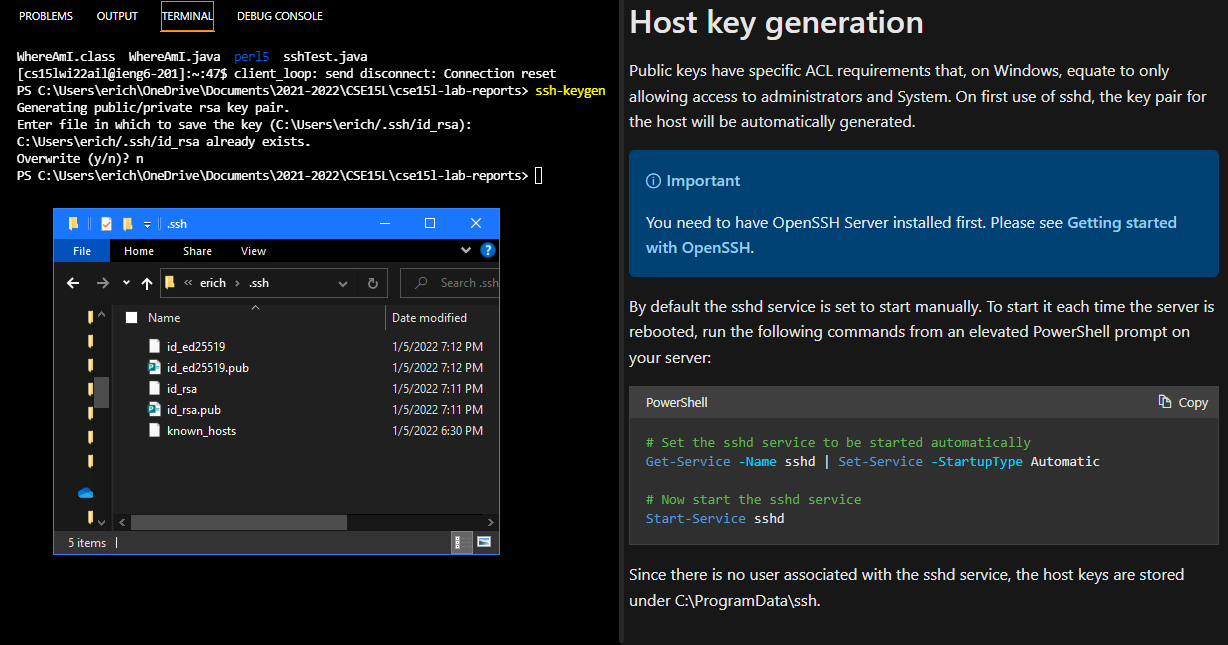 PROBLEMS OUTPUT TERMINAL DEBUG CONSOLE
WhereAmI.class WhereAmI.java perl5 sshTest.java
[cs15lwi22ail@ieng6-201]:~:47$ client_loop: send disconnect: Connection reset
PS C:\Users\erich\OneDrive\Documents\2021-2022\CSE15L\cse15l-lab-reports> ssh-keygen
Generating public/private rsa key pair.
Enter file in which to save the key (C:\Users\erich/.ssh/id_rsa):
C:\Users\erich/.ssh/id_rsa already exists.
Overwrite (y/n)? n
PS C:\Users\erich\OneDrive\Documents\2021-2022\CSE15L\cse15l-lab-reports>
.ssh
File Home Share View
erich .ssh Search .ssh
Name Date modified
id_ed25519 1/5/2022 7:12 PM
id_ed25519.pub 1/5/2022 7:12 PM
id_rsa 1/5/2022 7:11 PM
id_rsa.pub 1/5/2022 7:11 PM
known_hosts 1/5/2022 6:30 PM
5 items
Host key generation
Public keys have specific ACL requirements that, on Windows, equate to only
allowing access to administrators and System. On first use of sshd, the key pair for
the host will be automatically generated.
Important
You need to have OpenSSH Server installed first. Please see Getting started
with OpenSSH.
By default the sshd service is set to start manually. To start it each time the server is
rebooted, run the following commands from an elevated PowerShell prompt on
your server:
PowerShell Copy
# Set the sshd service to be started automatically
Get-Service -Name sshd | Set-Service -StartupType Automatic
# Now start the sshd service
Start-Service sshd
Since there is no user associated with the sshd service, the host keys are stored
under C:\ProgramData\ssh.